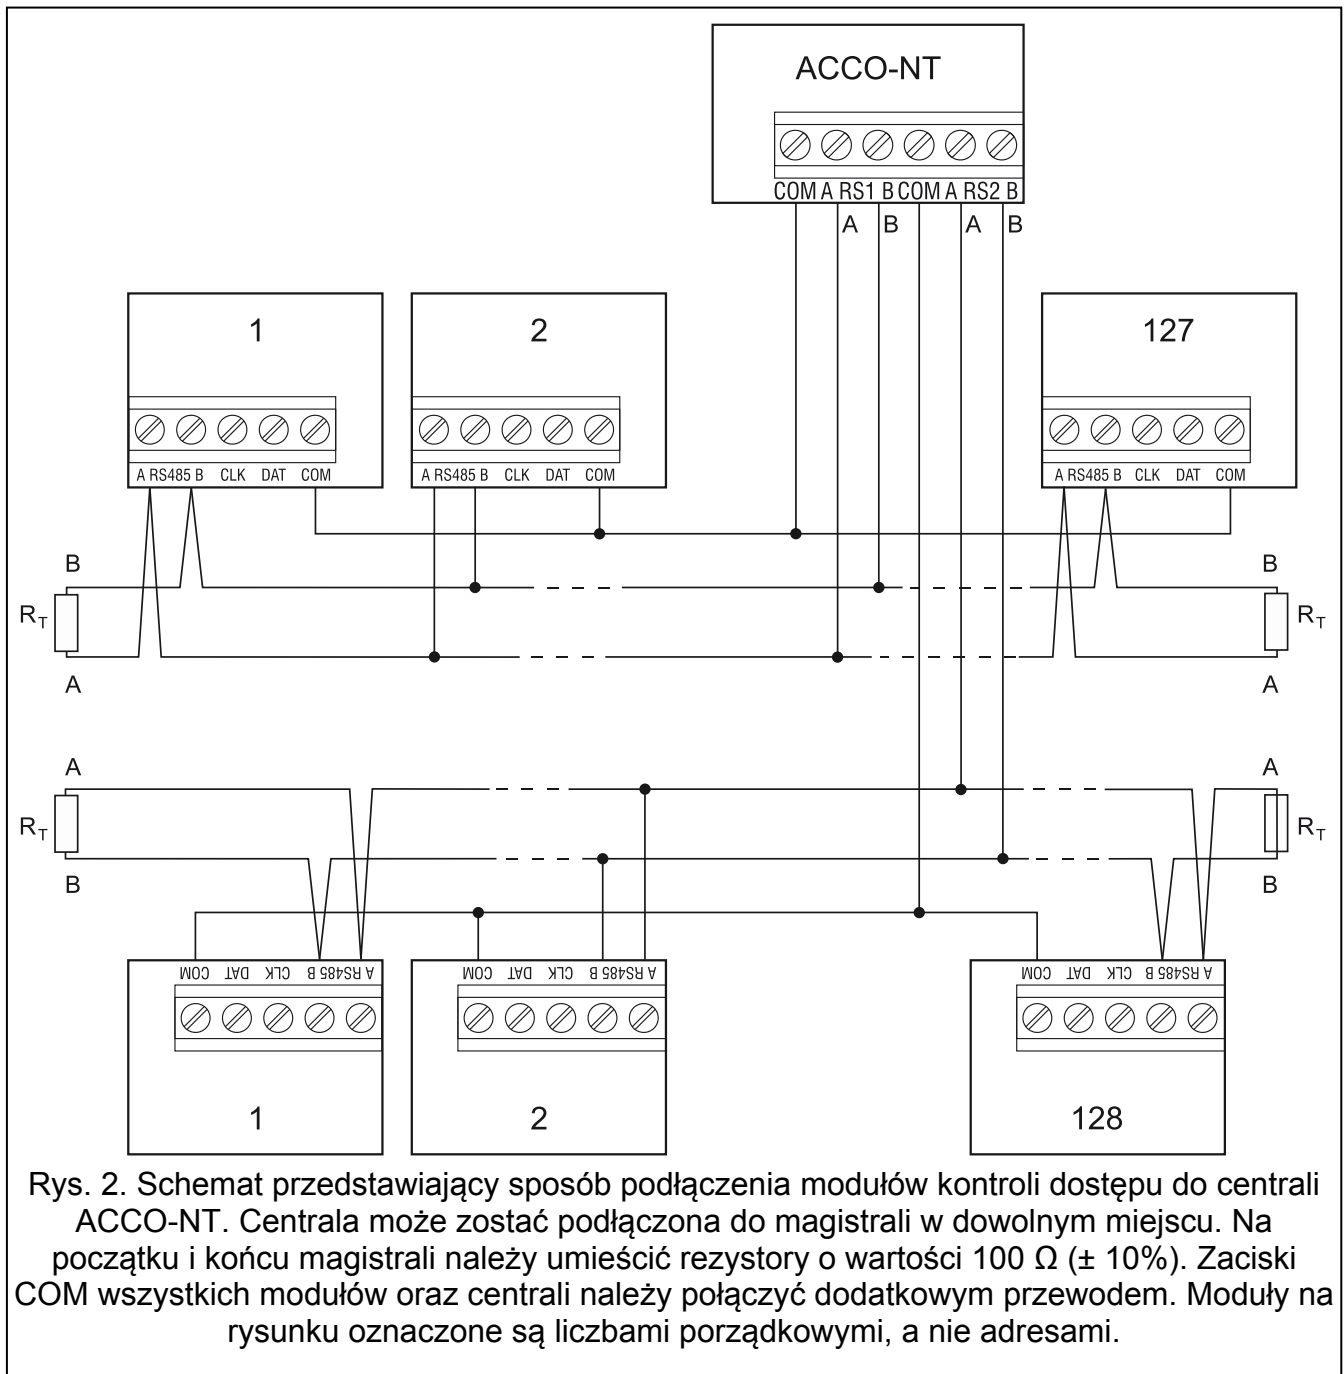 ACCO-NT
COM A RS1 B COM A RS2 B
A B A B
1
2
127
A RS485 B CLK DAT COM
A RS485 B CLK DAT COM
A RS485 B CLK DAT COM
B
B
RT
RT
A
A
A
A
RT
RT
B
B
COM DAT CLK RS485 B A
COM DAT CLK RS485 B A
COM DAT CLK RS485 B A
1
2
128
Rys. 2. Schemat przedstawiający sposób podłączenia modułów kontroli dostępu do centrali
ACCO-NT. Centrala może zostać podłączona do magistrali w dowolnym miejscu. Na
początku i końcu magistrali należy umieścić rezystory o wartości 100 Ω (± 10%). Zaciski
COM wszystkich modułów oraz centrali należy połączyć dodatkowym przewodem. Moduły na
rysunku oznaczone są liczbami porządkowymi, a nie adresami.